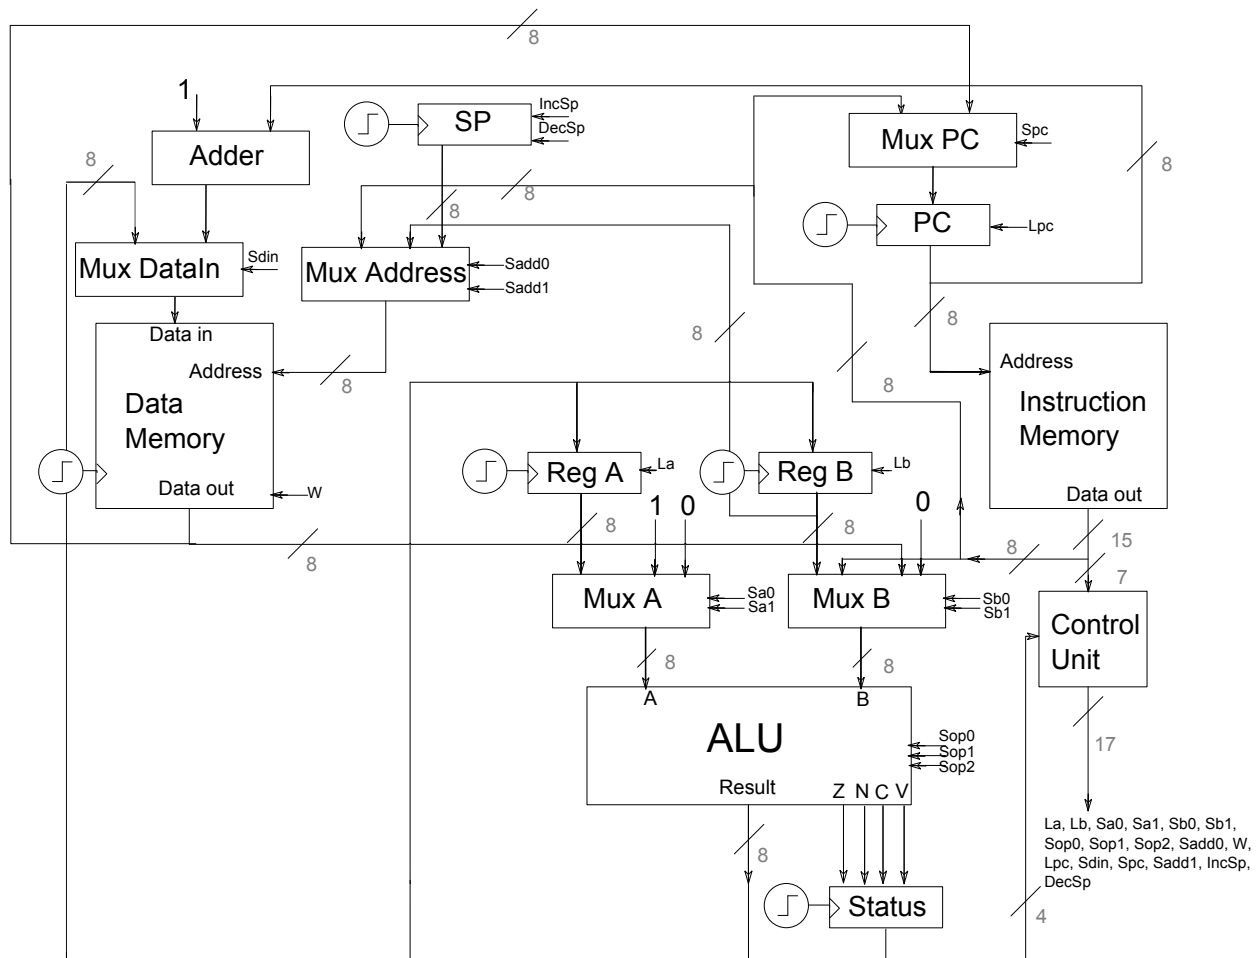 8
1
IncSp
SP
DecSp
Mux PC
Spc
Adder
8
8
8
8
PC
Lpc
Mux DataIn
Sdin
Mux Address
Sadd0
Sadd1
8
8
Data in
Address
8
8
Address
Data
Memory
Instruction
Memory
Reg A
La
Reg B
Lb
Data out
W
1
0
0
Data out
8
8
15
8
8
7
Mux A
Sa0
Sa1
Mux B
Sb0
Sb1
Control
Unit
8
8
A
B
ALU
Sop0
Sop1
Sop2
17
Result
Z
N
C
V
La, Lb, Sa0, Sa1, Sb0, Sb1,
Sop0, Sop1, Sop2, Sadd0, W,
Lpc, Sdin, Spc, Sadd1, IncSp,
DecSp
8
Status
4